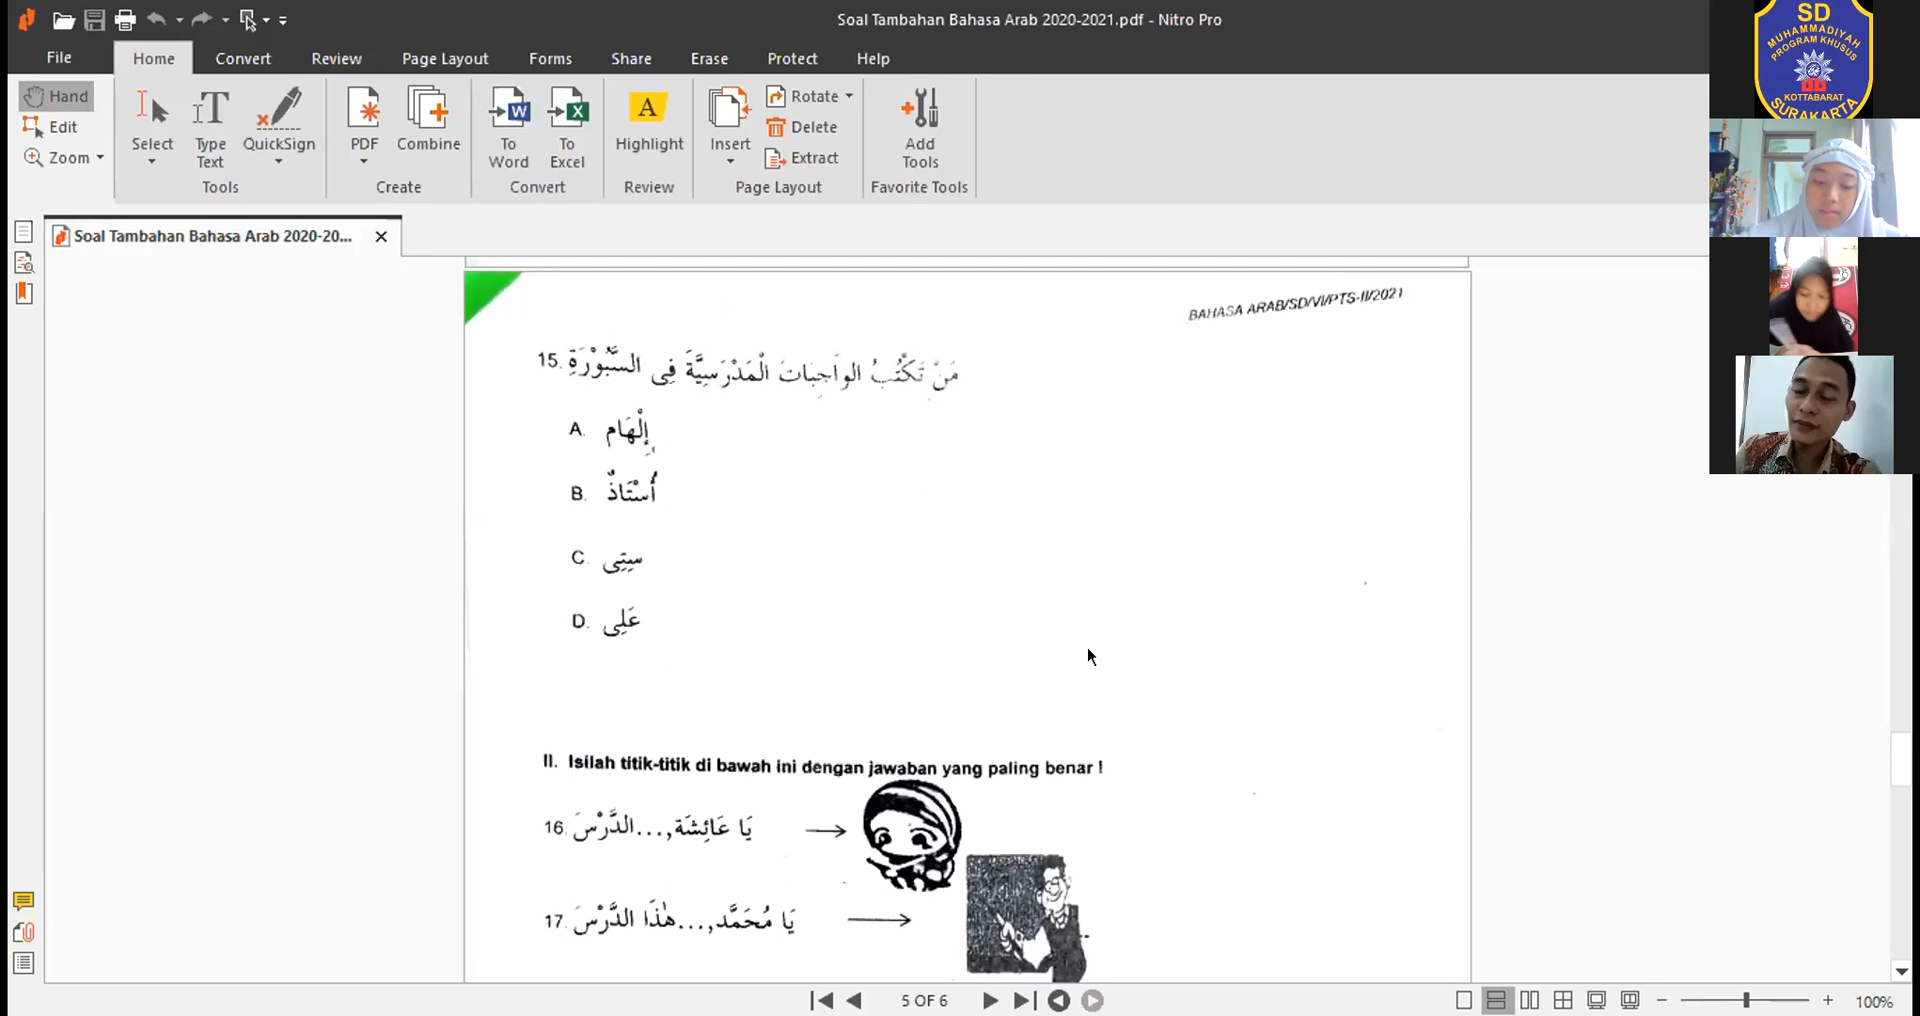 Soal Tambahan Bahasa Arab 2020-2021.pdf - Nitro Pro
File
Home
Convert
Review
Page Layout
Forms
Share
Erase
Protect
Help
Hand
Edit
Zoom
Select
Type Text
QuickSign
Tools
PDF
Combine
Create
To Word
To Excel
Convert
Highlight
Review
Insert
Rotate
Delete
Extract
Page Layout
Add Tools
Favorite Tools
SD
MUHAMMADIYAH
PROGRAM KHUSUS
KOTTABARAT
SURAKARTA
Soal Tambahan Bahasa Arab 2020-20...
BAHASA ARAB/SD/VI/PTS-II/2021
15. مَنْ تَكْتُبُ الوَاجِبَاتَ الْمَدْرَسِيَّةَ فِى السَّبُّوْرَةِ
A. إِلْهَام
B. أُسْتَاذٌ
C. سِيِتِى
D. عَلِى
II. Isilah titik-titik di bawah ini dengan jawaban yang paling benar !
16. يَا عَائِشَة,...الدَّرْسَ
17. يَا مُحَمَّد,...هٰذَا الدَّرْسَ
5 OF 6
100%